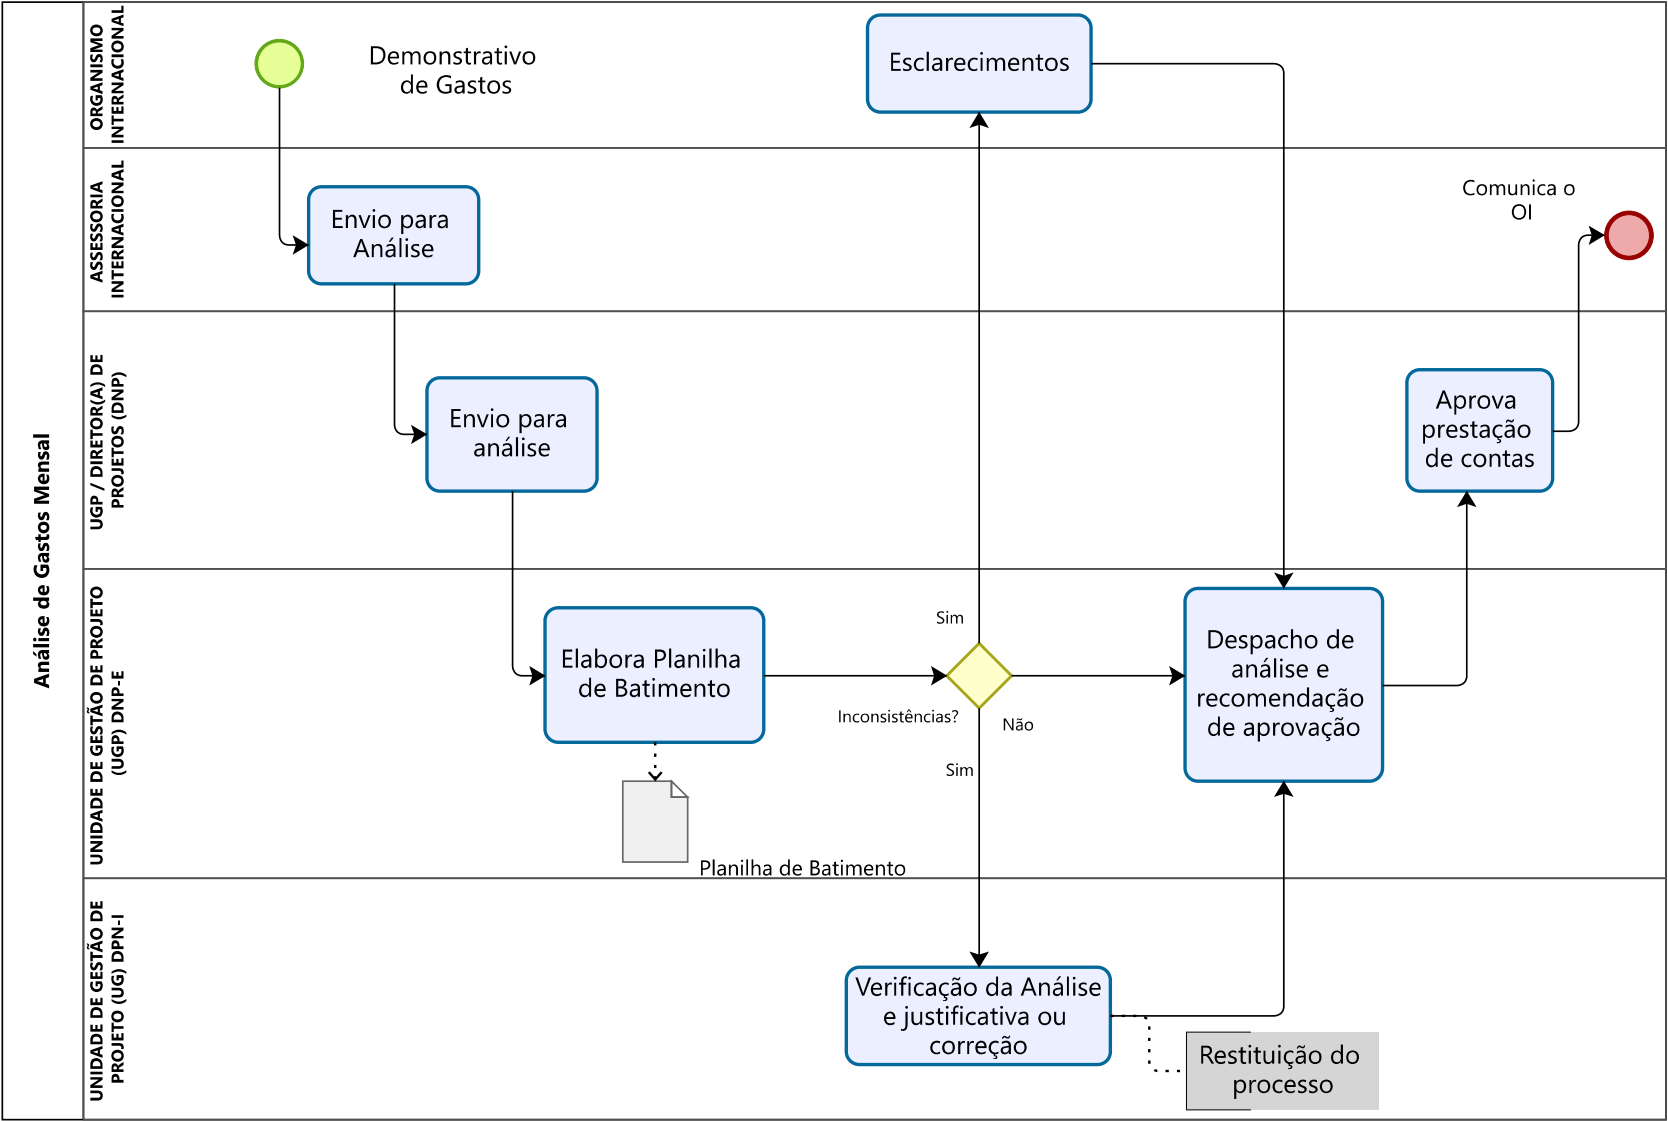 Análise de Gastos Mensal
ORGANISMO
INTERNACIONAL
Demonstrativo
de Gastos
Esclarecimentos
ASSESSORIA
INTERNACIONAL
Envio para
Análise
Comunica o
OI
UGP / DIRETOR(A) DE
PROJETOS (DNP)
Envio para
análise
Aprova
prestação
de contas
UNIDADE DE GESTÃO DE PROJETO
(UGP) DNP-E
Elabora Planilha
de Batimento
Sim
Inconsistências?
Não
Sim
Despacho de
análise e
recomendação
de aprovação
Planilha de Batimento
UNIDADE DE GESTÃO DE
PROJETO (UG) DPN-I
Verificação da Análise
e justificativa ou
correção
Restituição do
processo